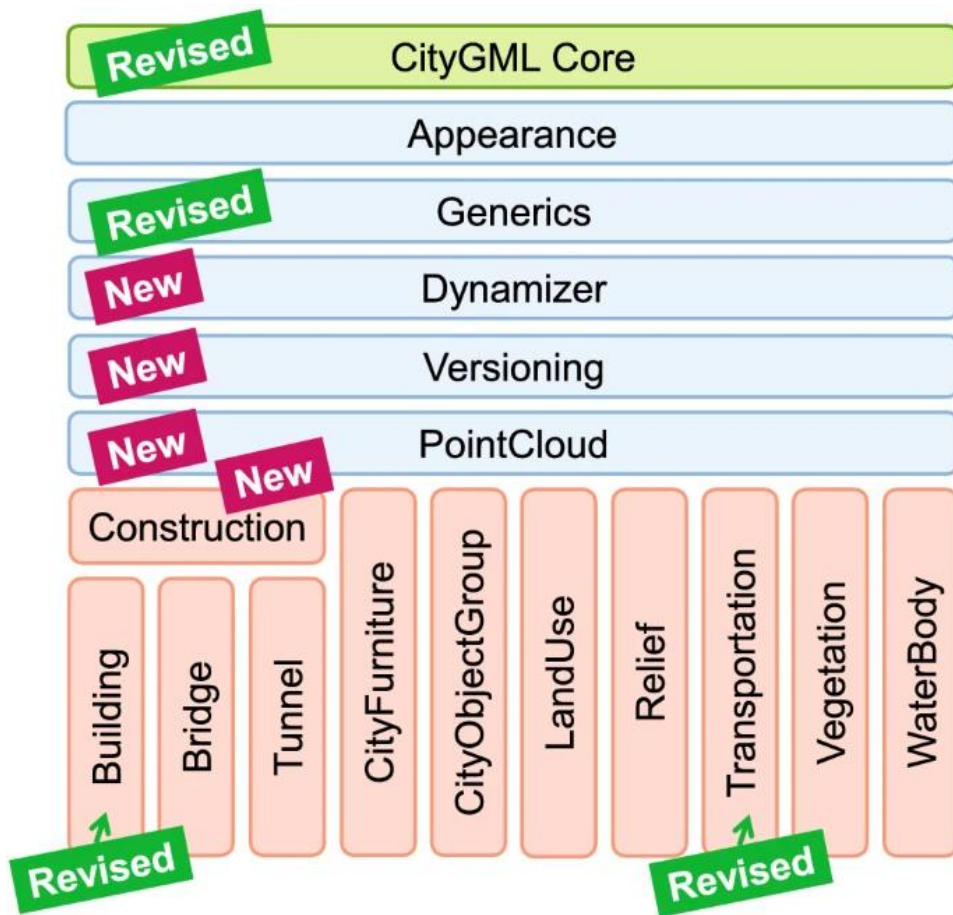 Revised
CityGML Core
Appearance
Revised
Generics
New
Dynamizer
New
Versioning
New
PointCloud
New
Construction
Building
Bridge
Tunnel
CityFurniture
CityObjectGroup
LandUse
Relief
Transportation
Vegetation
WaterBody
Revised
Revised